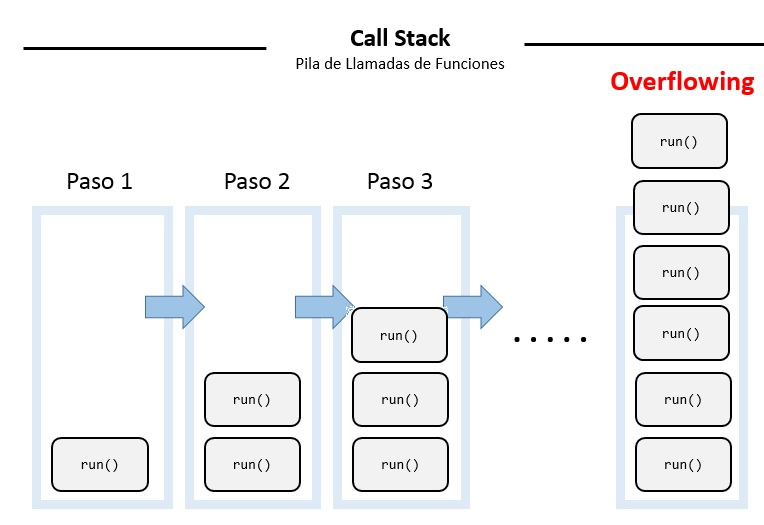 Call Stack
Pila de Llamadas de Funciones
Overflowing
Paso 1
run()
Paso 2
run()
run()
Paso 3
run()
run()
run()
.....
run()
run()
run()
run()
run()
run()